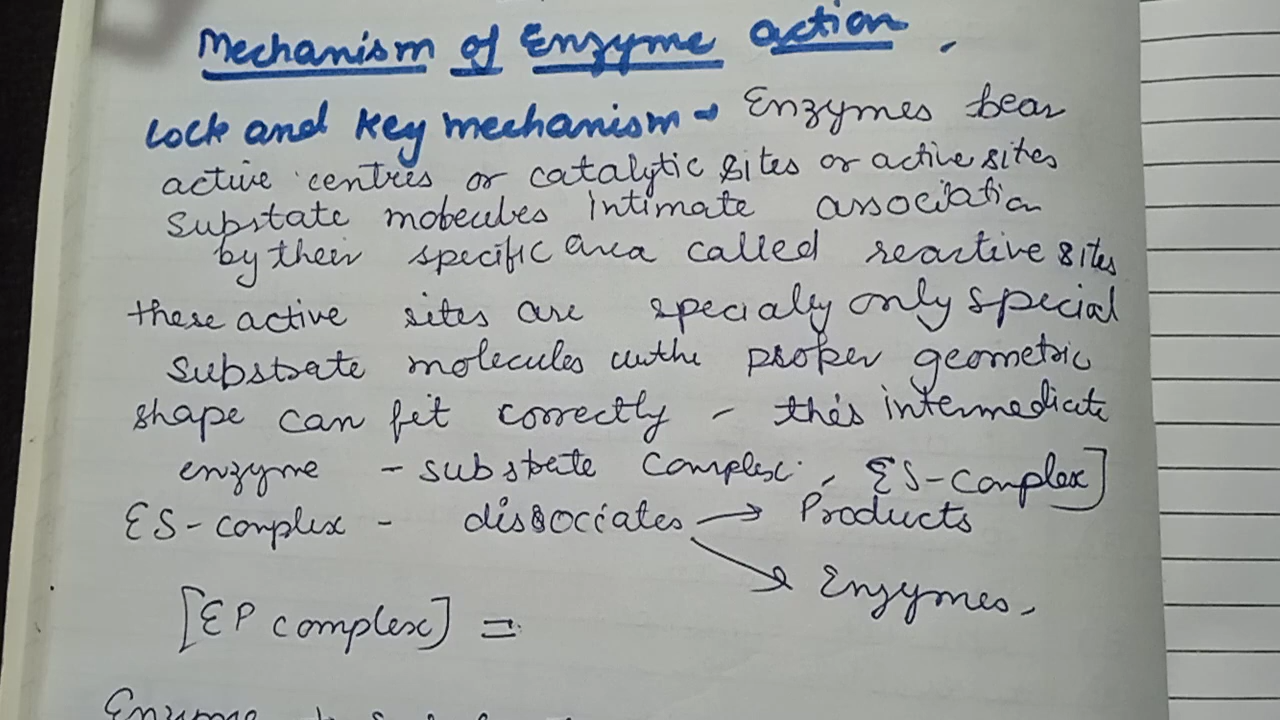 Mechanism of Enzyme action.
Lock and key mechanism → Enzymes bear
active centres or catalytic sites or active sites
Substate molecules intimate association
by their specific area called reactive sites
these active sites are specialy only special
substrate molecules withe proper geometric
shape can fit correctly - this intermediate
enzyme - substrate complex, ES-complex]
ES-complex - dissociates → Products
→ Enzymes.
[EP complex] =
Enzyme +